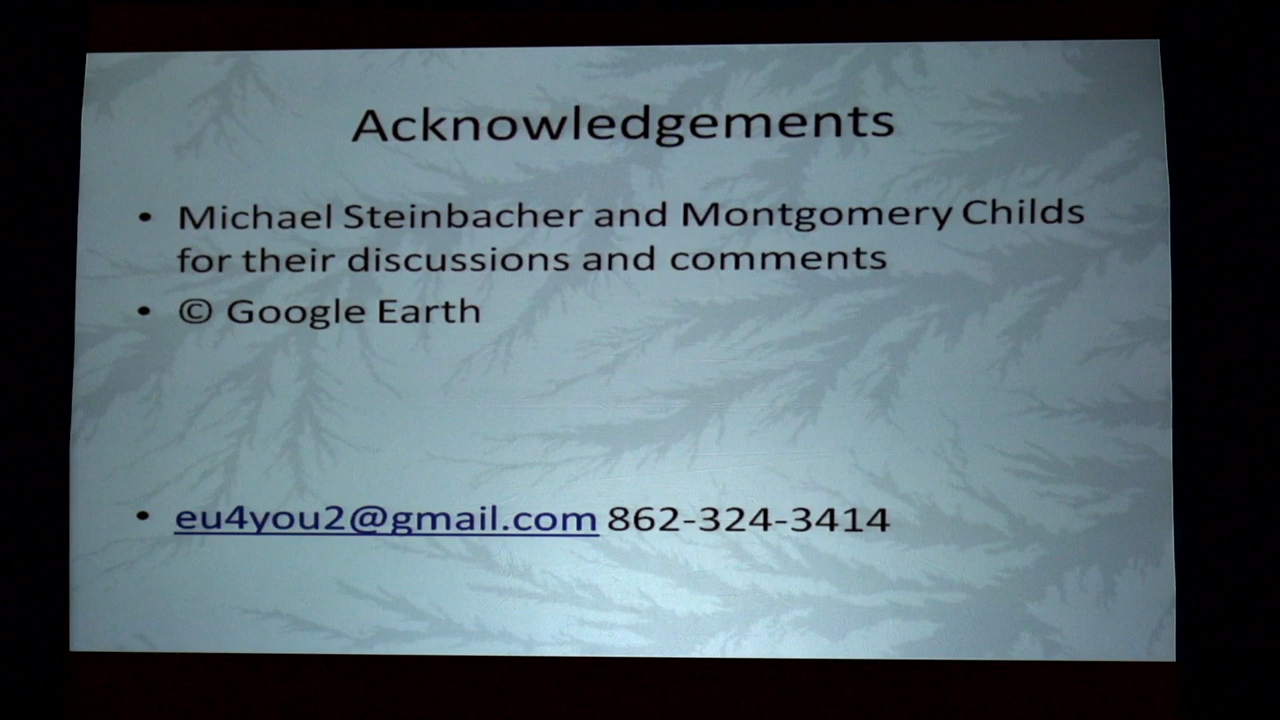 Acknowledgements
• Michael Steinbacher and Montgomery Childs
for their discussions and comments
• © Google Earth
• eu4you2@gmail.com 862-324-3414